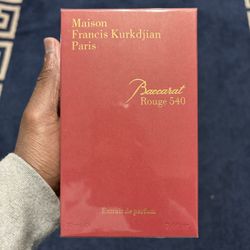 Maison
Francis Kurkdjian
Paris
Baccarat
Rouge 540
Extrait de parfum